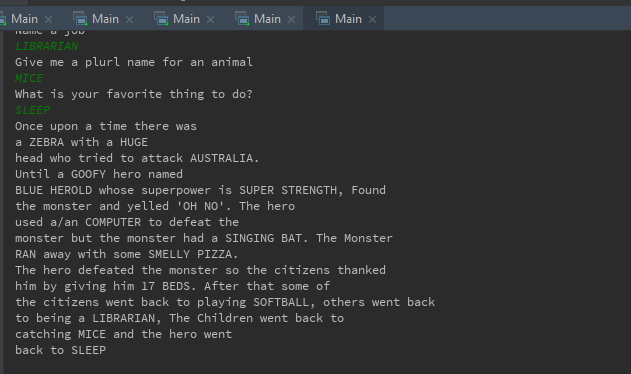 Main
Main
Main
Main
Main
Name a job
LIBRARIAN
Give me a plurl name for an animal
MICE
What is your favorite thing to do?
SLEEP
Once upon a time there was
a ZEBRA with a HUGE
head who tried to attack AUSTRALIA.
Until a GOOFY hero named
BLUE HEROLD whose superpower is SUPER STRENGTH, Found
the monster and yelled 'OH NO'. The hero
used a/an COMPUTER to defeat the
monster but the monster had a SINGING BAT. The Monster
RAN away with some SMELLY PIZZA.
The hero defeated the monster so the citizens thanked
him by giving him 17 BEDS. After that some of
the citizens went back to playing SOFTBALL, others went back
to being a LIBRARIAN, The Children went back to
catching MICE and the hero went
back to SLEEP